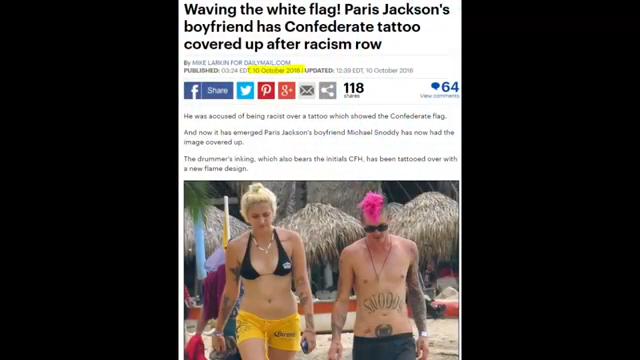 Waving the white flag! Paris Jackson's
boyfriend has Confederate tattoo
covered up after racism row
By MIKE LARKIN FOR DAILYMAIL.COM
PUBLISHED: 03:24 EDT, 10 October 2016 | UPDATED: 12:39 EDT, 10 October 2016
Share
118
shares
64
View comments
He was accused of being racist over a tattoo which showed the Confederate flag.
And now it has emerged Paris Jackson's boyfriend Michael Snoddy has now had the
image covered up.
The drummer's inking, which also bears the initials CFH, has been tattooed over with
a new flame design.
SNODDY
Corona